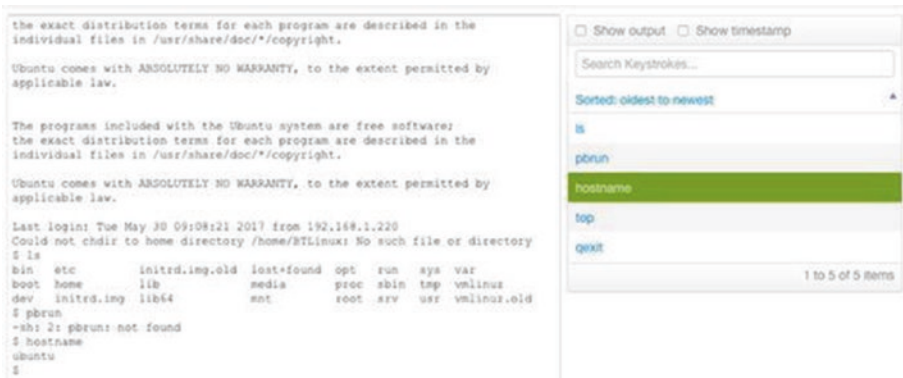 the exact distribution terms for each program are described in the
individual files in /usr/share/doc/*/copyright.
Ubuntu comes with ABSOLUTELY NO WARRANTY, to the extent permitted by
applicable law.
The programs included with the Ubuntu system are free software;
the exact distribution terms for each program are described in the
individual files in /usr/share/doc/*/copyright.
Ubuntu comes with ABSOLUTELY NO WARRANTY, to the extent permitted by
applicable law.
Last login: Tue May 30 09:08:21 2017 from 192.168.1.220
Could not chdir to home directory /home/BTLinux: No such file or directory
$ ls
bin etc initrd.img.old lost+found opt run sys var
boot home lib media proc sbin tmp vmlinuz
dev initrd.img lib64 mnt root srv usr vmlinuz.old
$ pbrun
-sh: 2: pbrun: not found
$ hostname
ubuntu
$
Show output Show timestamp
Search Keystrokes...
Sorted: oldest to newest
ls
pbrun
hostname
top
qexit
1 to 5 of 5 items